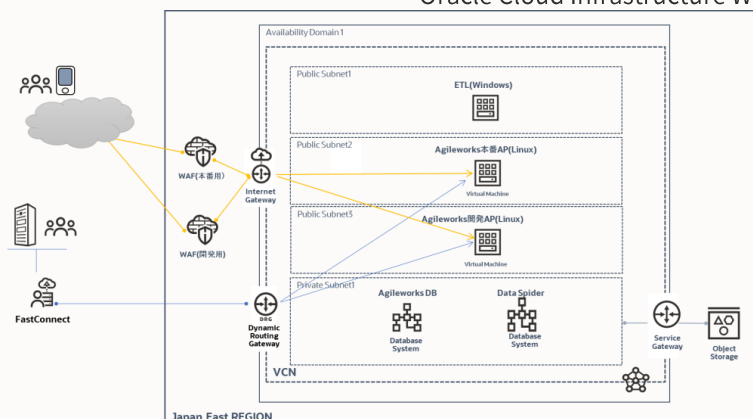 Oracle Cloud Infrastructure W
Availability Domain 1
Public Subnet1
ETL(Windows)
Public Subnet2
Agileworks本番AP(Linux)
Virtual Machine
WAF(本番用)
Internet
Gateway
Public Subnet3
Agileworks開発AP(Linux)
Virtual Machine
WAF(開発用)
Private Subnet1
Agileworks DB
Data Spider
Database
System
Database
System
FastConnect
DRG
Dynamic
Routing
Gateway
Service
Gateway
Object
Storage
VCN
Japan East REGION